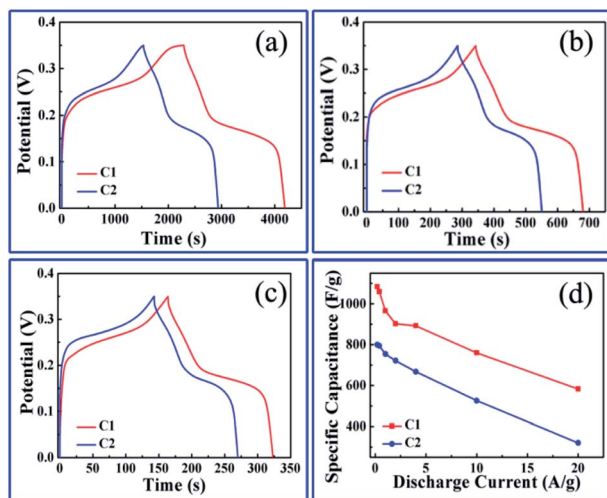 (a)
Potential (V)
0.4
0.3
0.2
0.1
0.0
C1
C2
0 1000 2000 3000 4000
Time (s)
(b)
Potential (V)
0.4
0.3
0.2
0.1
0.0
C1
C2
0 100 200 300 400 500 600 700
Time (s)
(c)
Potential (V)
0.4
0.3
0.2
0.1
0.0
C1
C2
0 50 100 150 200 250 300 350
Time (s)
(d)
Specific Capacitance (F/g)
1000
800
600
400
C1
C2
0 5 10 15 20
Discharge Current (A/g)